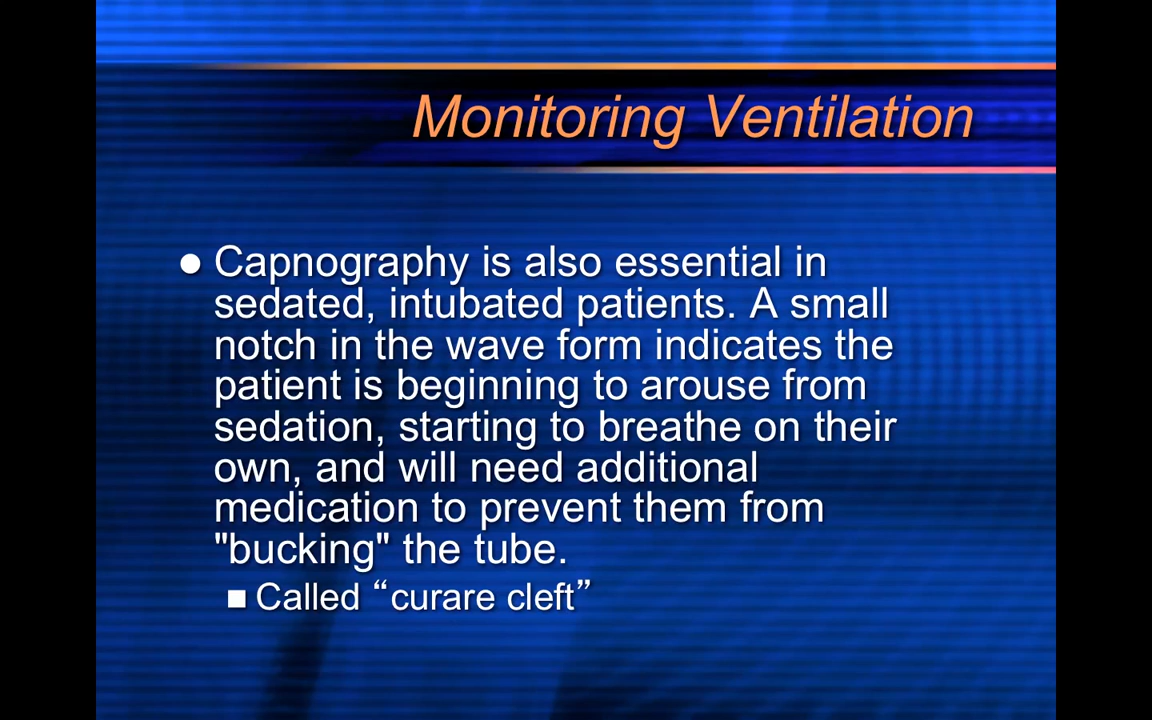 Monitoring Ventilation
● Capnography is also essential in
sedated, intubated patients. A small
notch in the wave form indicates the
patient is beginning to arouse from
sedation, starting to breathe on their
own, and will need additional
medication to prevent them from
"bucking" the tube.
■ Called “curare cleft”